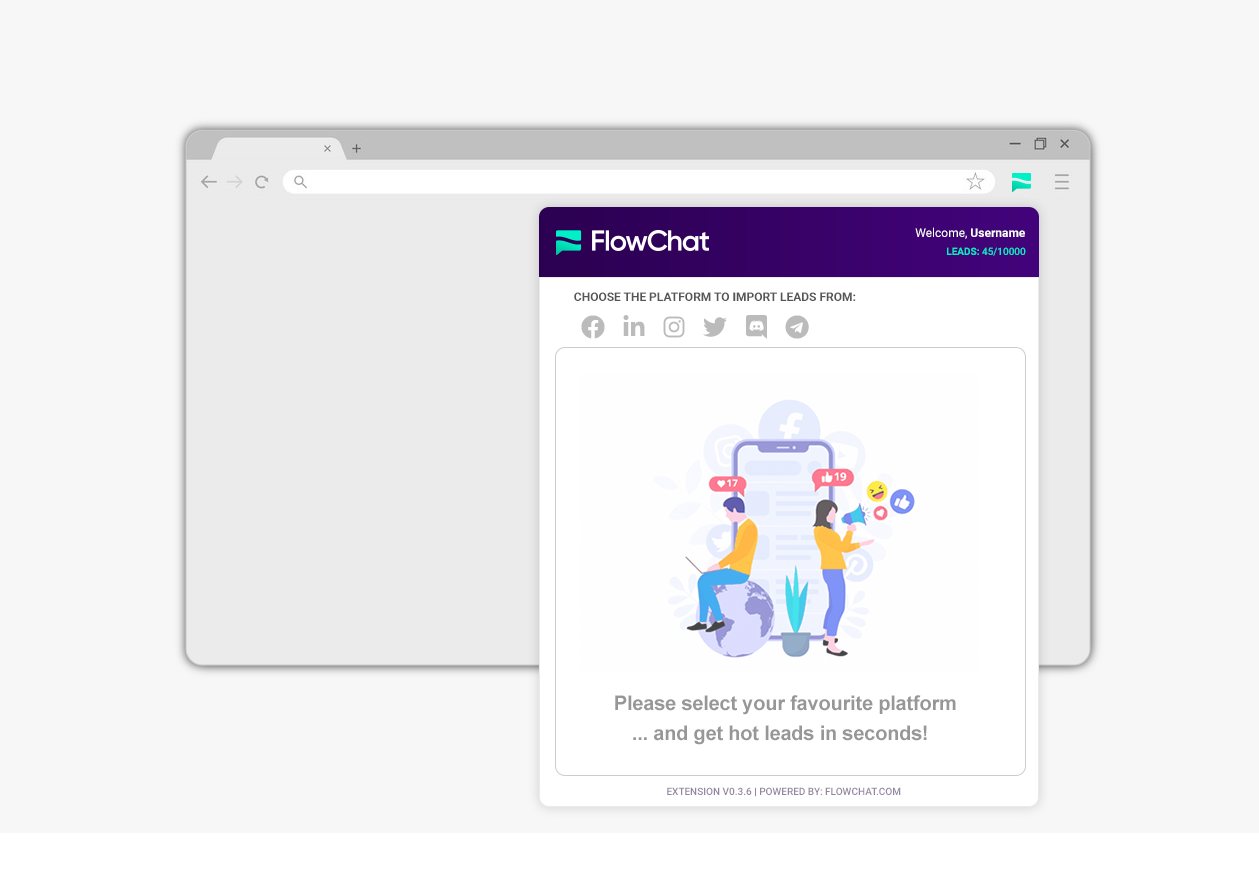 FlowChat
Welcome, Username
LEADS: 45/10000
CHOOSE THE PLATFORM TO IMPORT LEADS FROM:
17
19
Please select your favourite platform
... and get hot leads in seconds!
EXTENSION V0.3.6 | POWERED BY: FLOWCHAT.COM